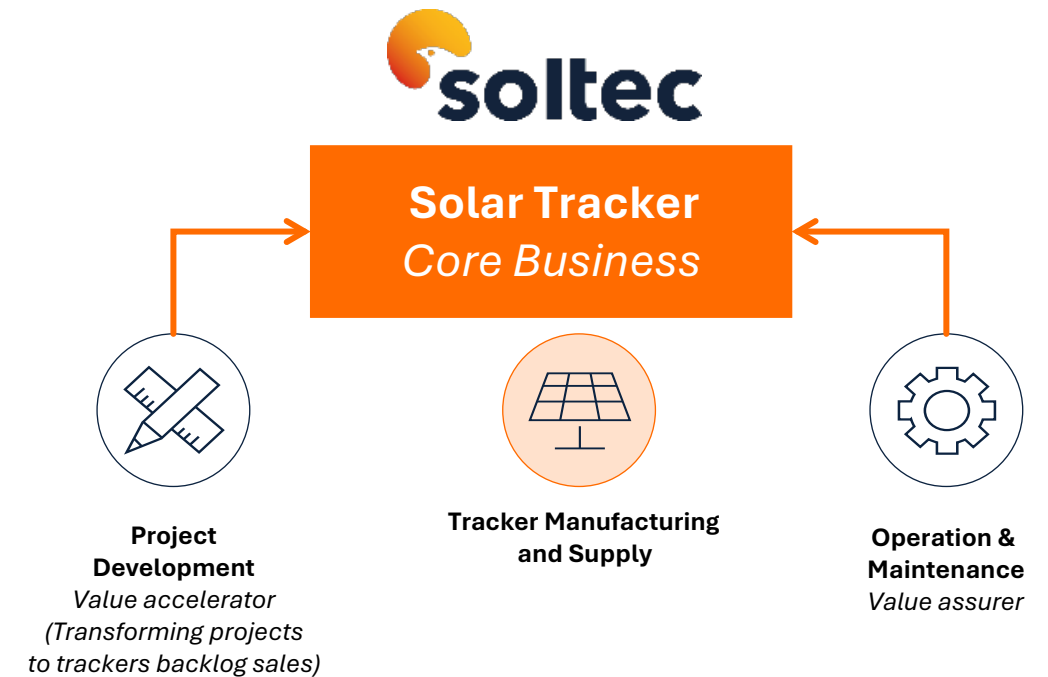 soltec
Solar Tracker
Core Business
Project
Development
Value accelerator
(Transforming projects
to trackers backlog sales)
Tracker Manufacturing
and Supply
Operation &
Maintenance
Value assurer